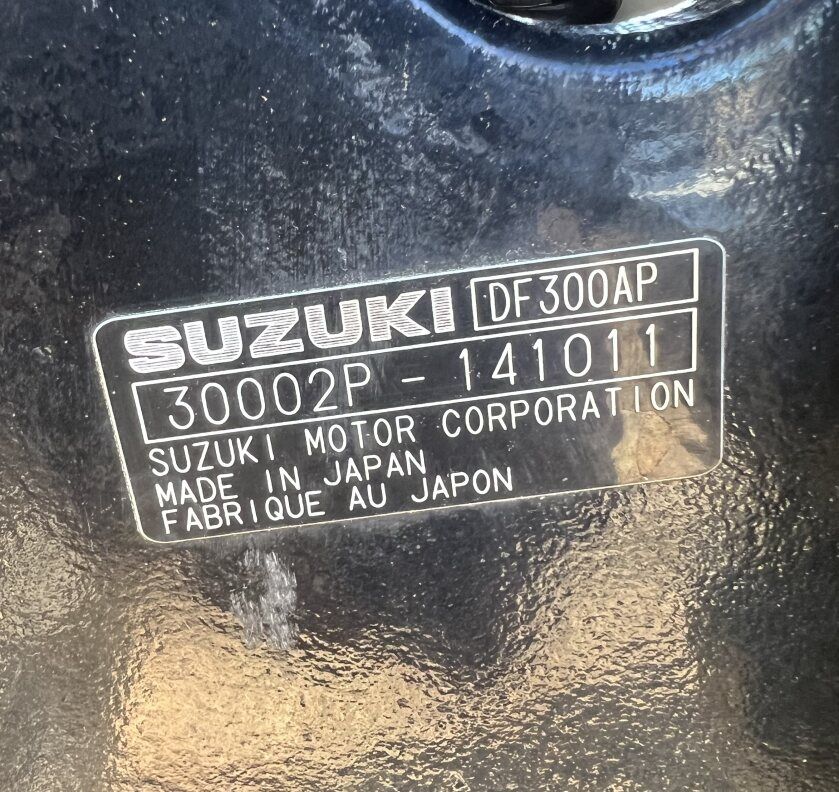 SUZUKI DF300AP
30002P - 141011
SUZUKI MOTOR CORPORATION
MADE IN JAPAN
FABRIQUE AU JAPON